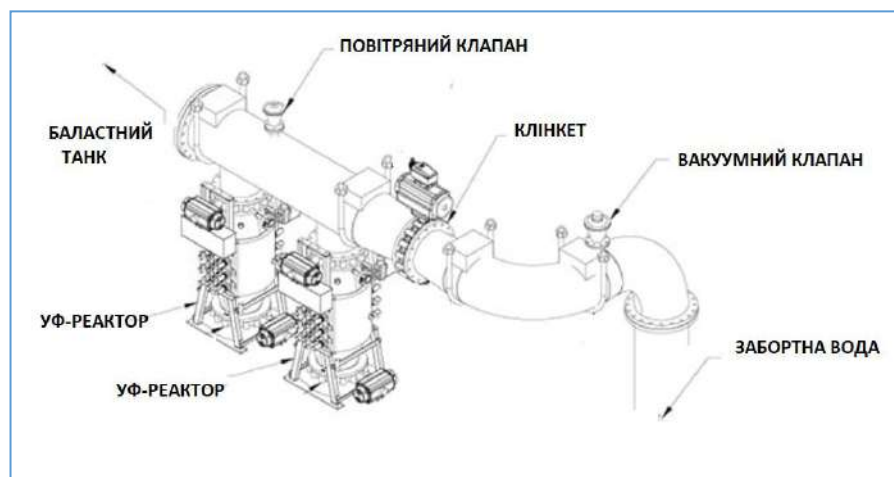 ПОВІТРЯНИЙ КЛАПАН
КЛІНКЕТ
БАЛАСТНИЙ
ТАНК
ВАКУУМНИЙ КЛАПАН
УФ-РЕАКТОР
ЗАБОРТНА ВОДА
УФ-РЕАКТОР